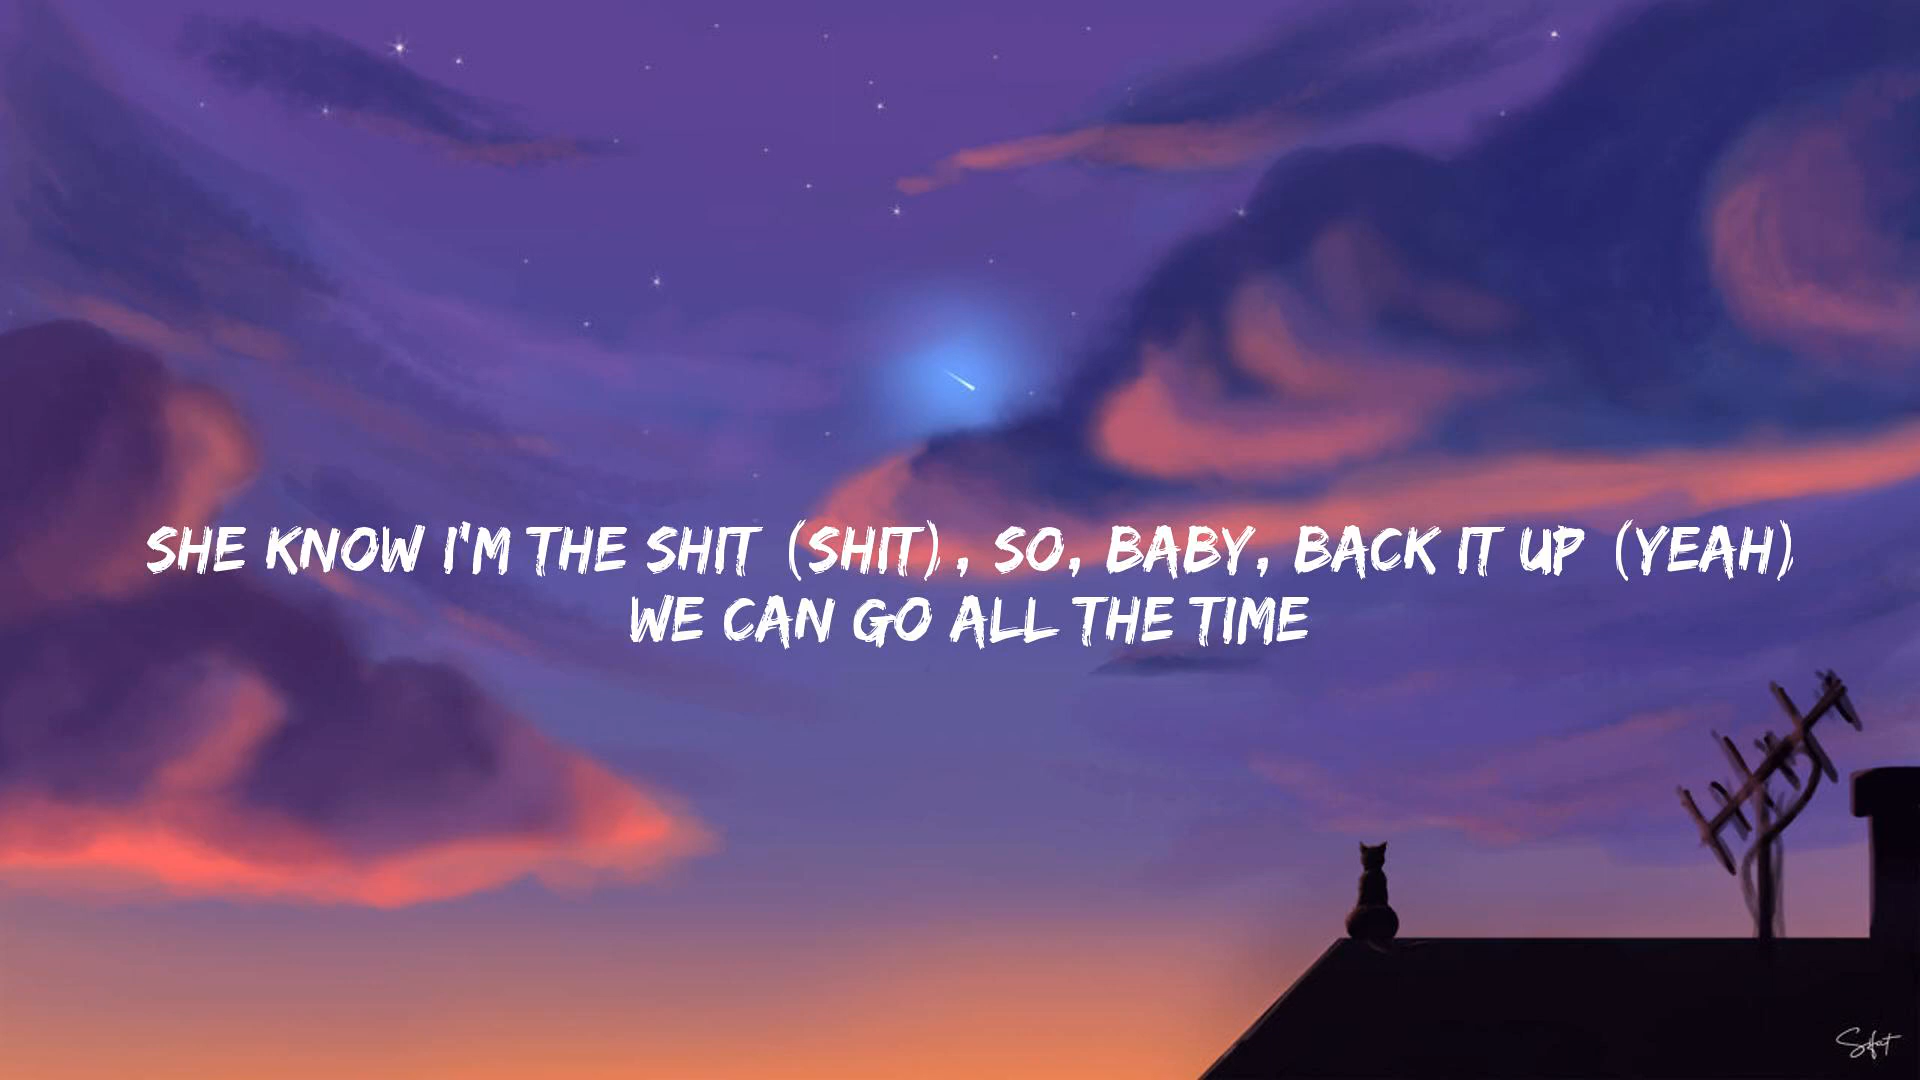 SHE KNOW I'M THE SHIT (SHIT), SO, BABY, BACK IT UP (YEAH)
WE CAN GO ALL THE TIME